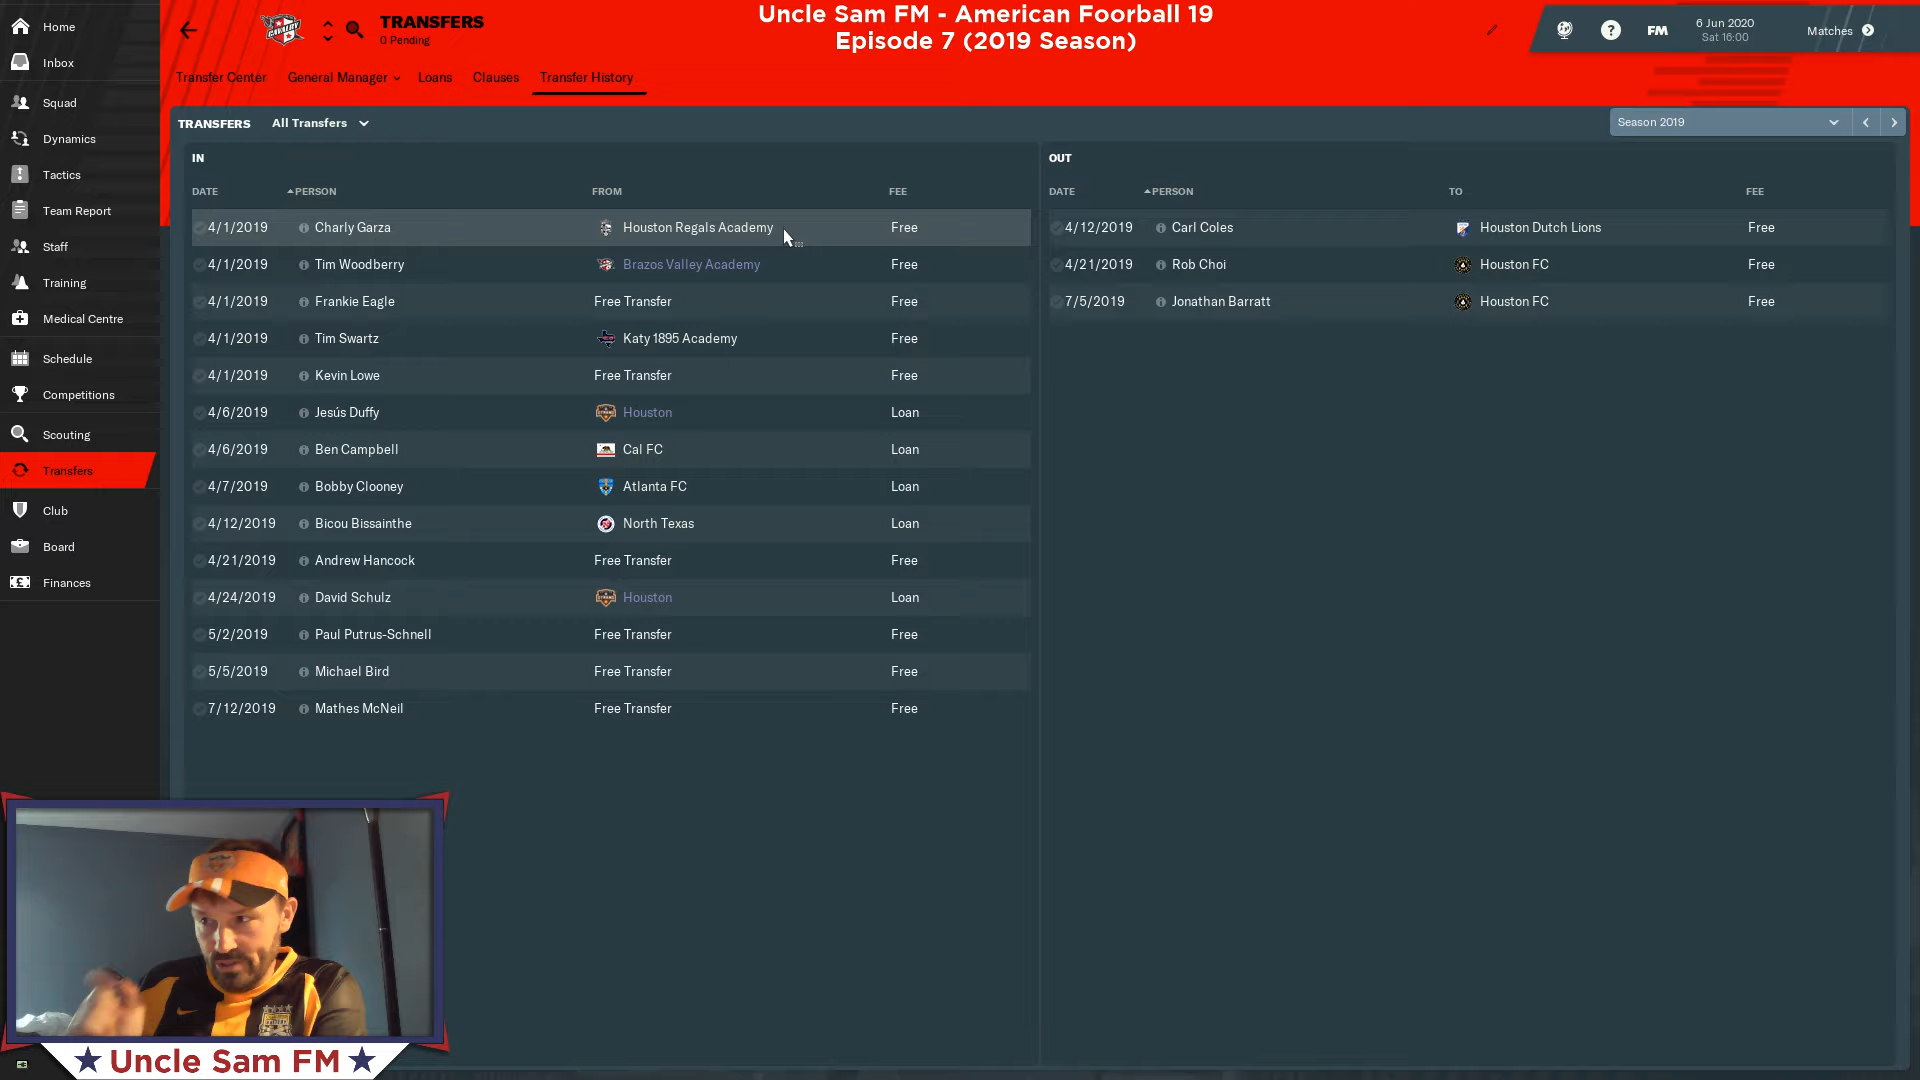 Home
Inbox
Squad
Dynamics
Tactics
Team Report
Staff
Training
Medical Centre
Schedule
Competitions
Scouting
Transfers
Club
Board
Finances
TRANSFERS
0 Pending
Uncle Sam FM - American Foorball 19
Episode 7 (2019 Season)
FM
6 Jun 2020
Sat 16:00
Matches
Transfer Center General Manager Loans Clauses Transfer History
TRANSFERS All Transfers
Season 2019
IN
DATE PERSON FROM FEE
4/1/2019 Charly Garza Houston Regals Academy Free
4/1/2019 Tim Woodberry Brazos Valley Academy Free
4/1/2019 Frankie Eagle Free Transfer Free
4/1/2019 Tim Swartz Katy 1895 Academy Free
4/1/2019 Kevin Lowe Free Transfer Free
4/6/2019 Jesús Duffy Houston Loan
4/6/2019 Ben Campbell Cal FC Loan
4/7/2019 Bobby Clooney Atlanta FC Loan
4/12/2019 Bicou Bissainthe North Texas Loan
4/21/2019 Andrew Hancock Free Transfer Free
4/24/2019 David Schulz Houston Loan
5/2/2019 Paul Putrus-Schnell Free Transfer Free
5/5/2019 Michael Bird Free Transfer Free
7/12/2019 Mathes McNeil Free Transfer Free
OUT
DATE PERSON TO FEE
4/12/2019 Carl Coles Houston Dutch Lions Free
4/21/2019 Rob Choi Houston FC Free
7/5/2019 Jonathan Barratt Houston FC Free
Uncle Sam FM